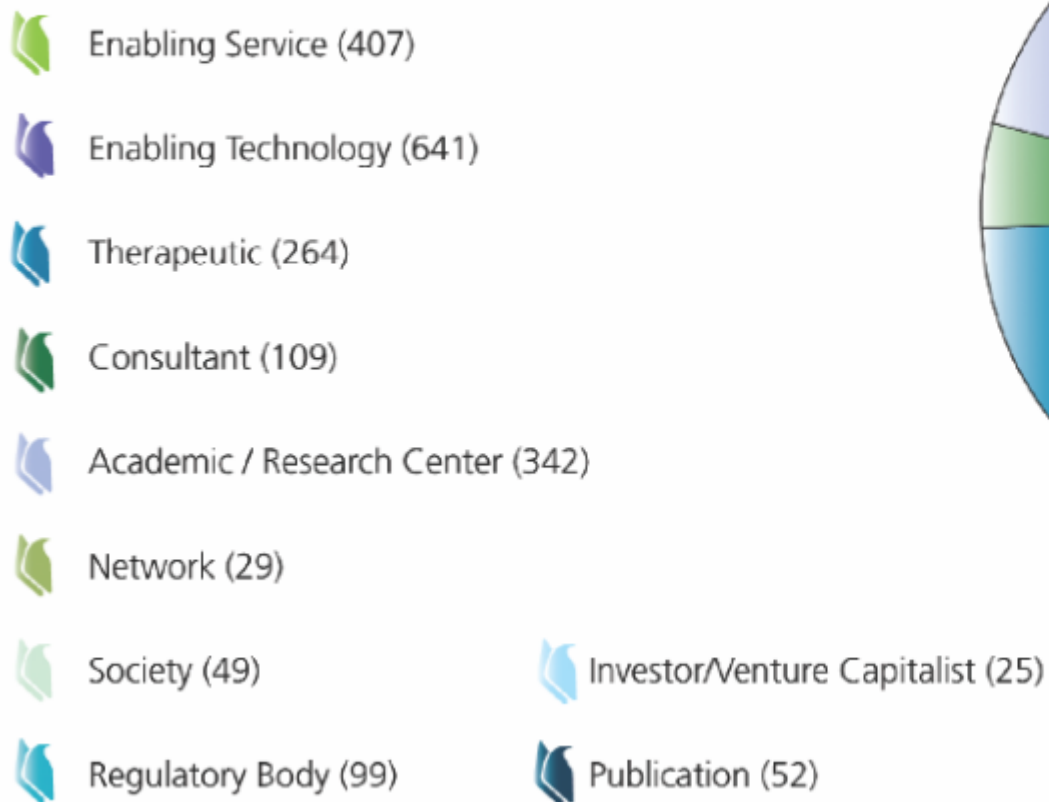 Enabling Service (407)
Enabling Technology (641)
Therapeutic (264)
Consultant (109)
Academic / Research Center (342)
Network (29)
Society (49)
Investor/Venture Capitalist (25)
Regulatory Body (99)
Publication (52)